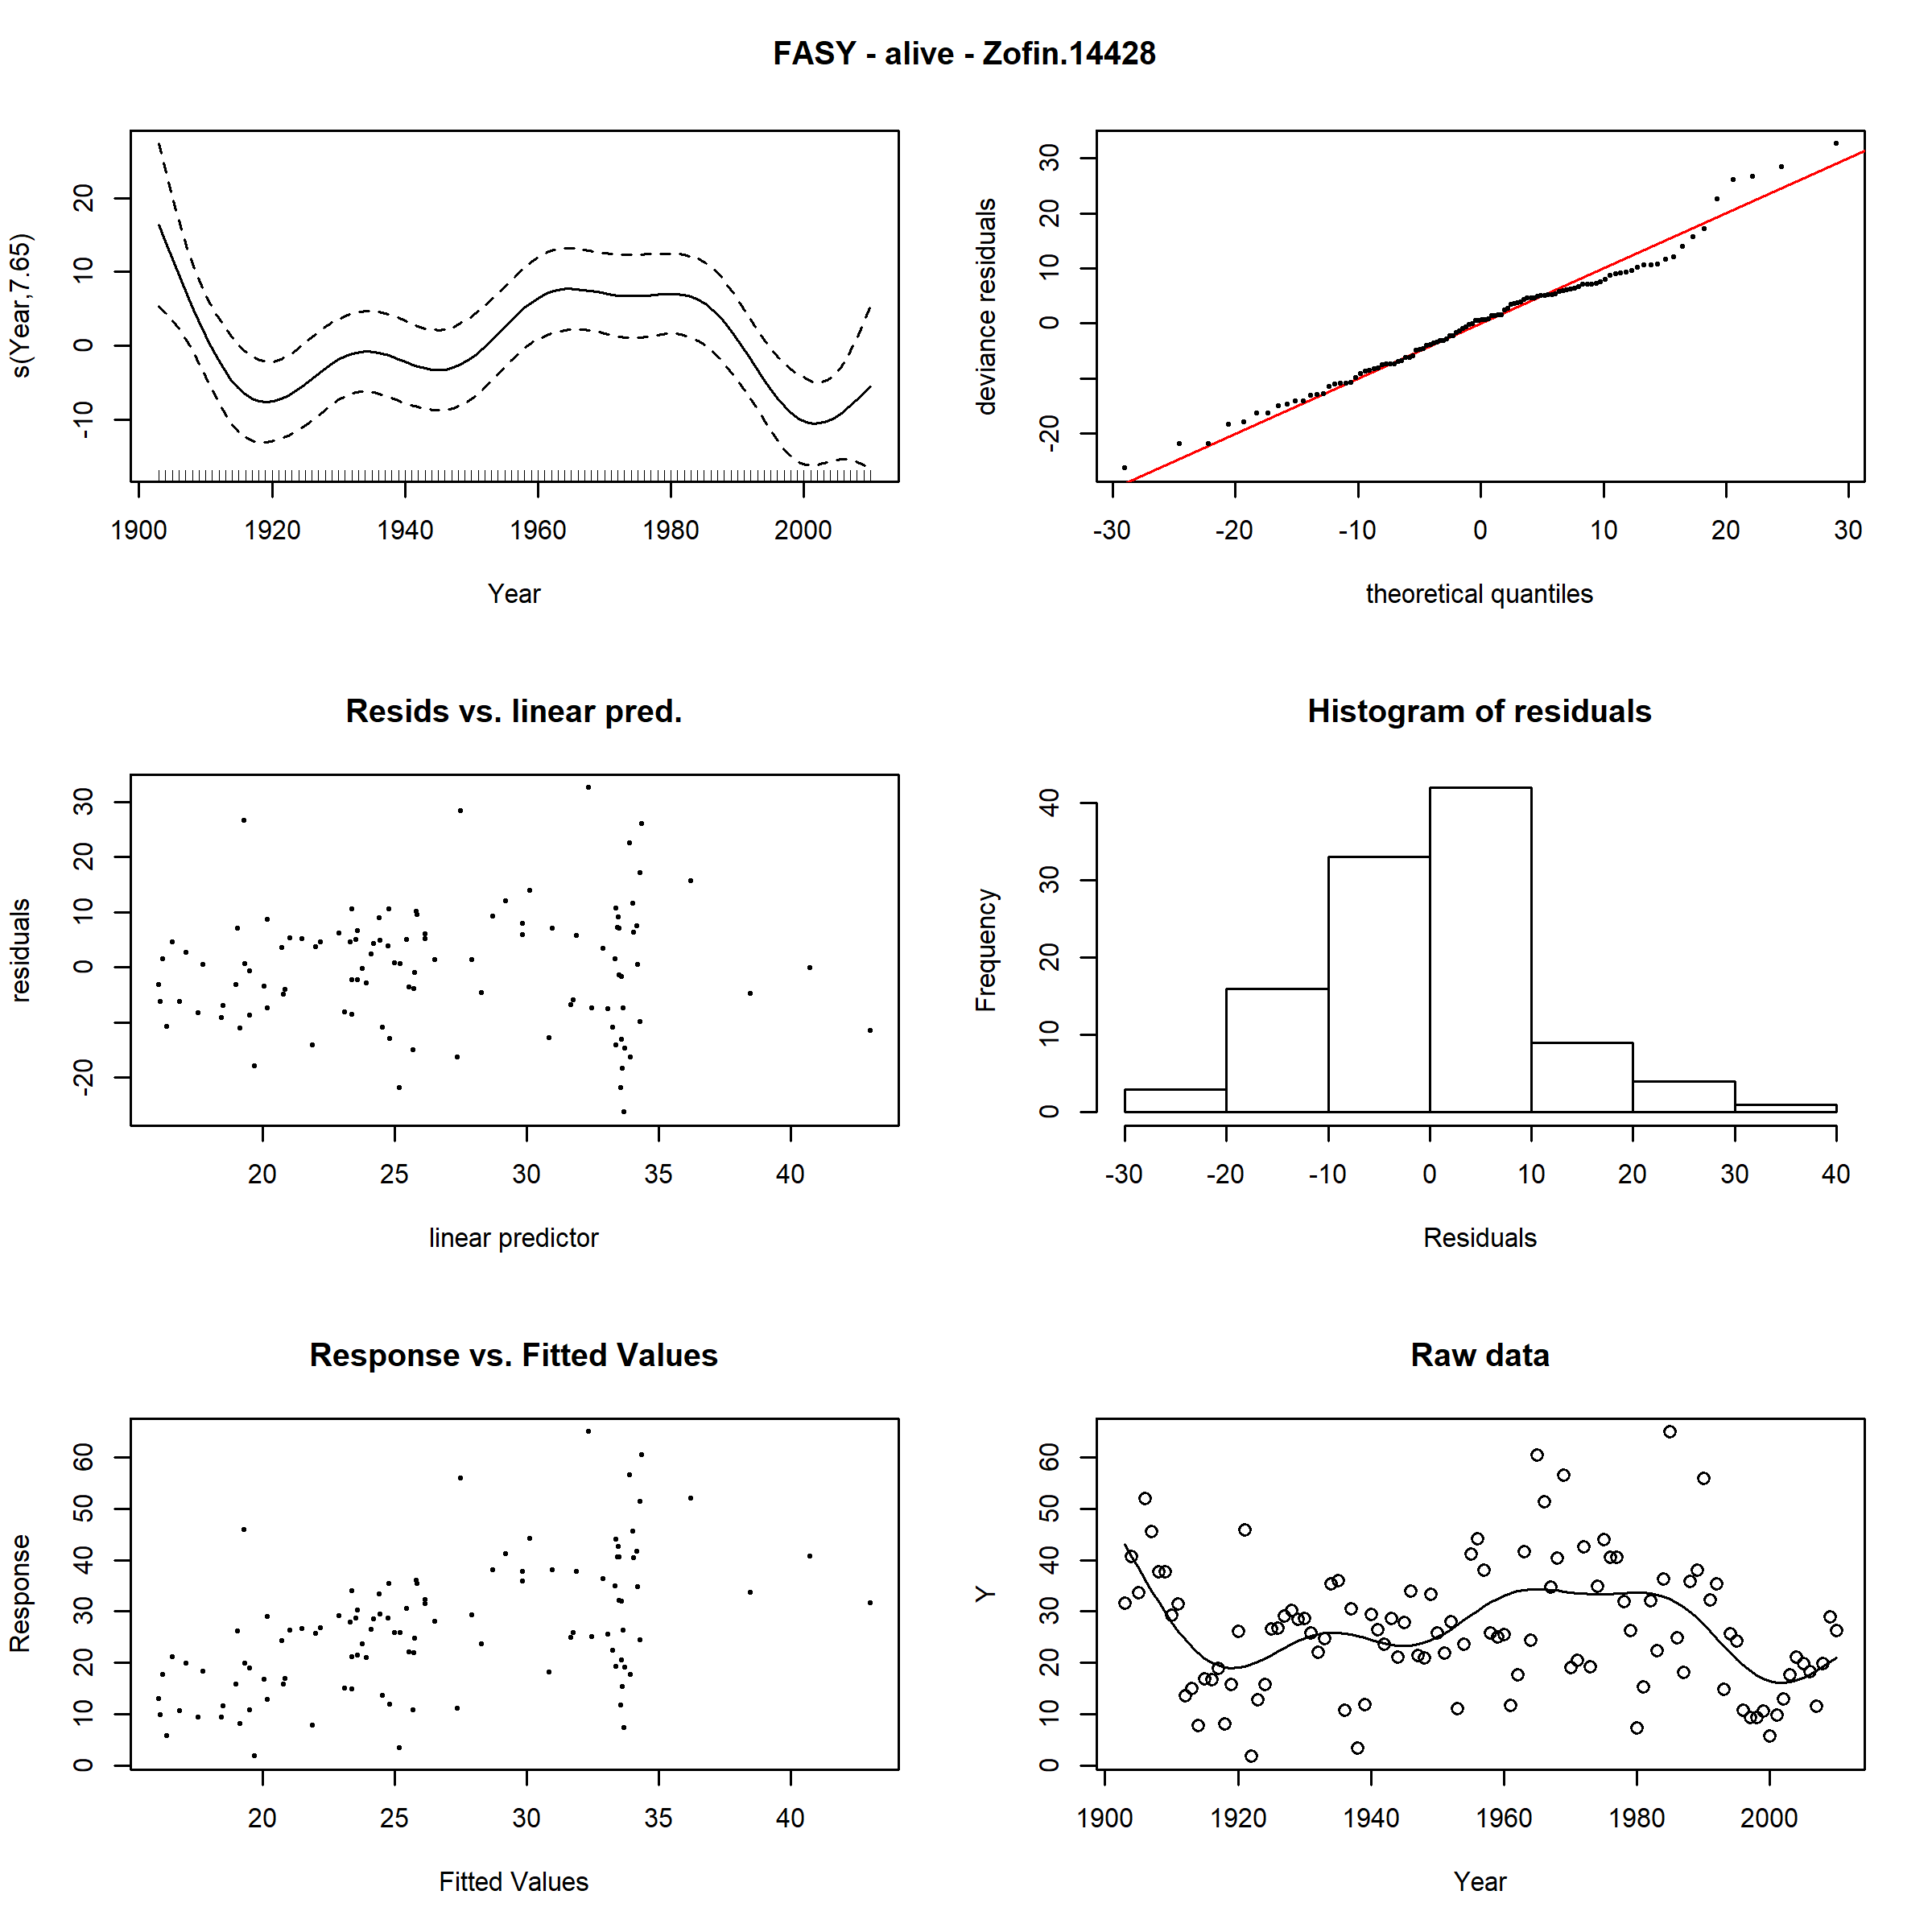 FASY - alive - Zofin.14428
s(Year,7.65)
-10 0 10 20
1900 1920 1940 1960 1980 2000
Year
deviance residuals
-20 0 10 20 30
-30 -20 -10 0 10 20 30
theoretical quantiles
Resids vs. linear pred.
residuals
-20 0 10 20 30
20 25 30 35 40
linear predictor
Histogram of residuals
Frequency
0 10 20 30 40
-30 -20 -10 0 10 20 30 40
Residuals
Response vs. Fitted Values
Response
0 10 20 30 40 50 60
20 25 30 35 40
Fitted Values
Raw data
Y
0 10 20 30 40 50 60
1900 1920 1940 1960 1980 2000
Year